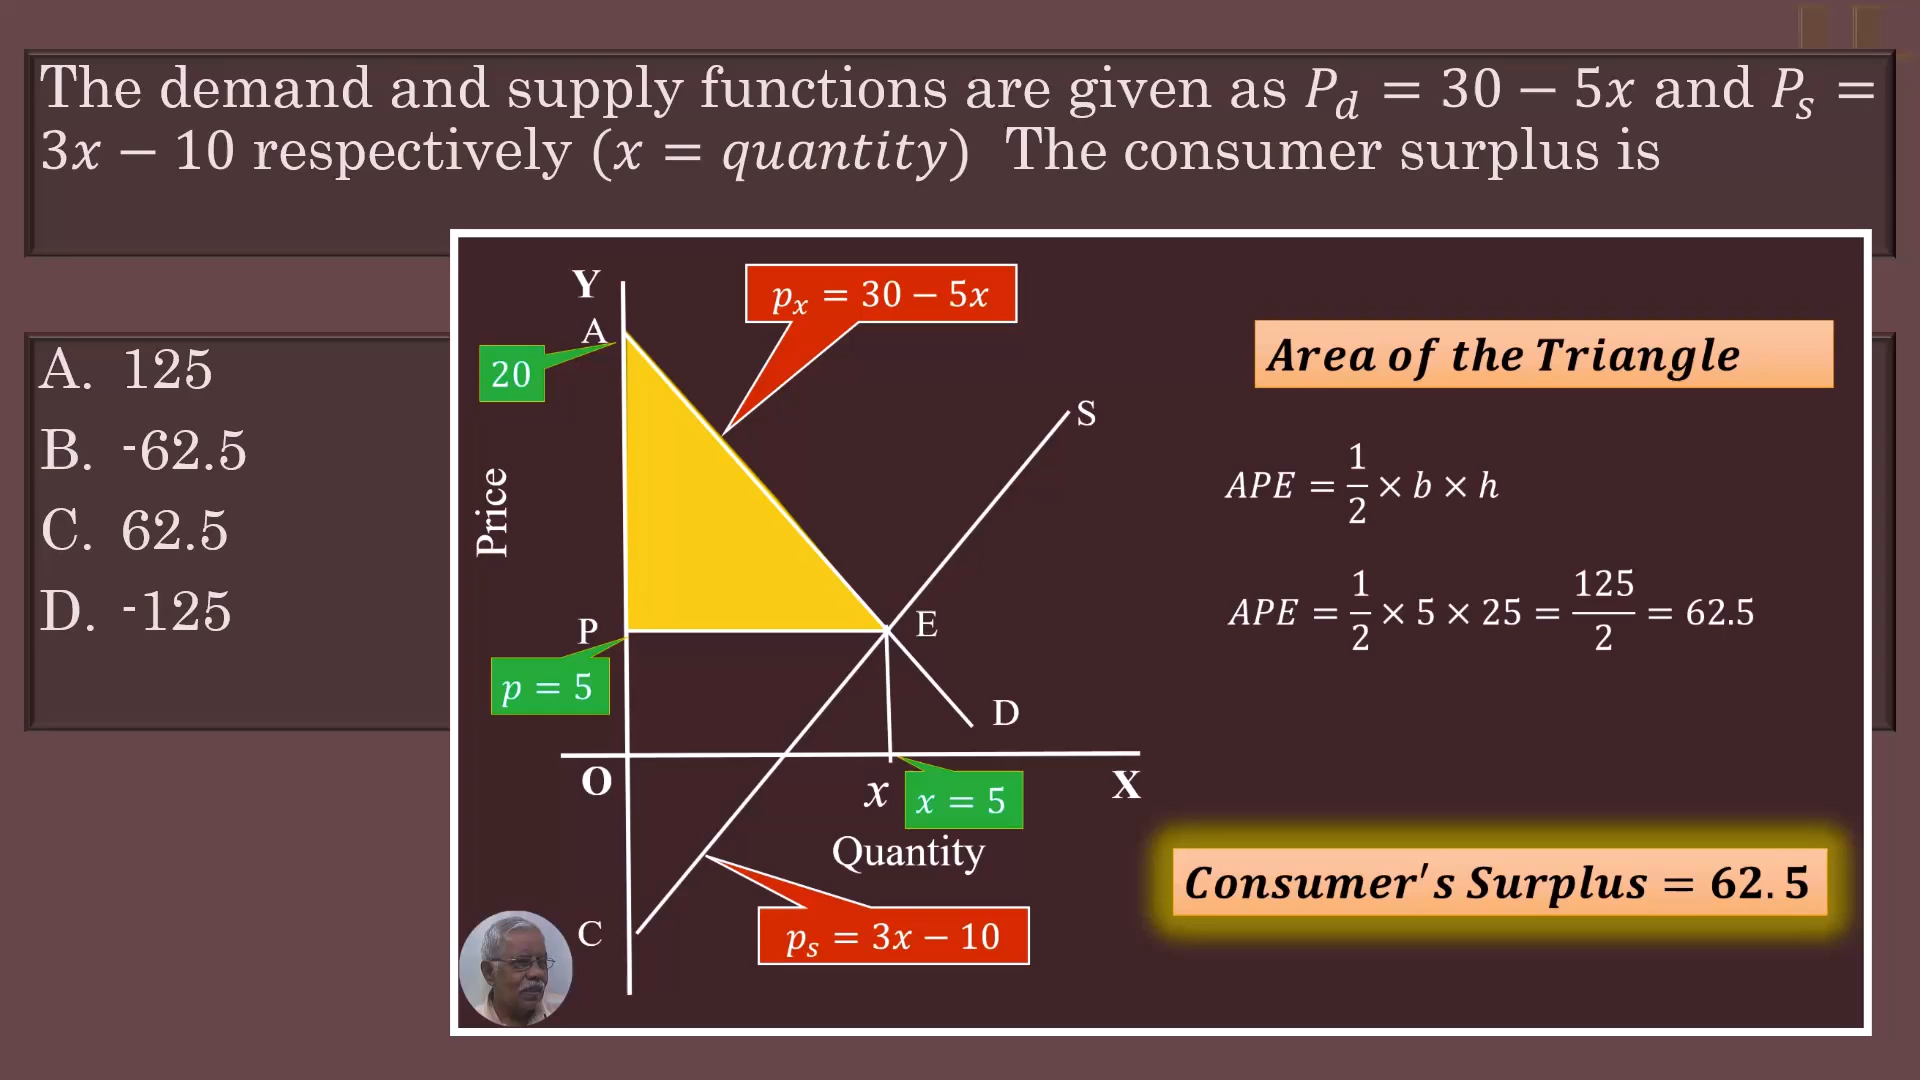 The demand and supply functions are given as P_d = 30 − 5x and P_s =
3x − 10 respectively (x = quantity)  The consumer surplus is
A. 125
B. -62.5
C. 62.5
D. -125
Y
p_x = 30 − 5x
A
20
Price
S
P
E
p = 5
D
O
x
x = 5
X
Quantity
C
p_s = 3x − 10
Area of the Triangle
APE = 1/2 × b × h
APE = 1/2 × 5 × 25 = 125/2 = 62.5
Consumer's Surplus = 62.5